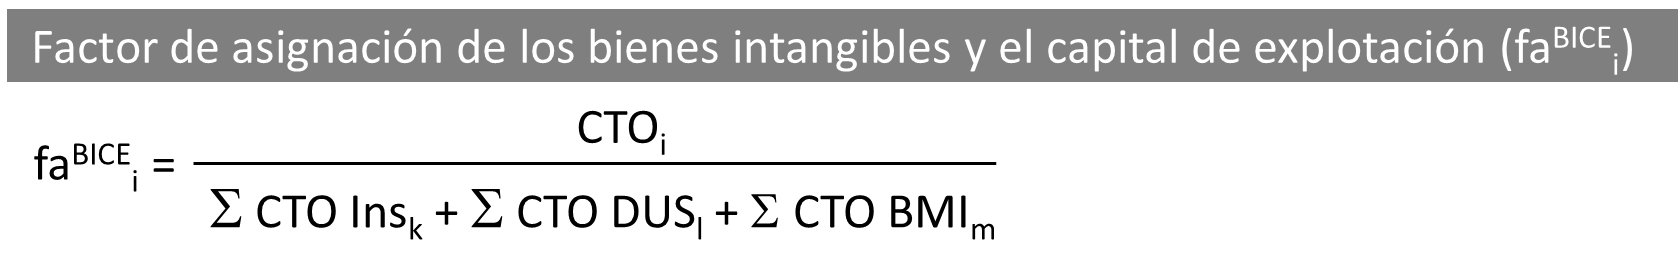 Factor de asignación de los bienes intangibles y el capital de explotación (fa^BICE_i)
CTO_i
fa^BICE_i =
Σ CTO Ins_k + Σ CTO DUS_l + Σ CTO BMI_m